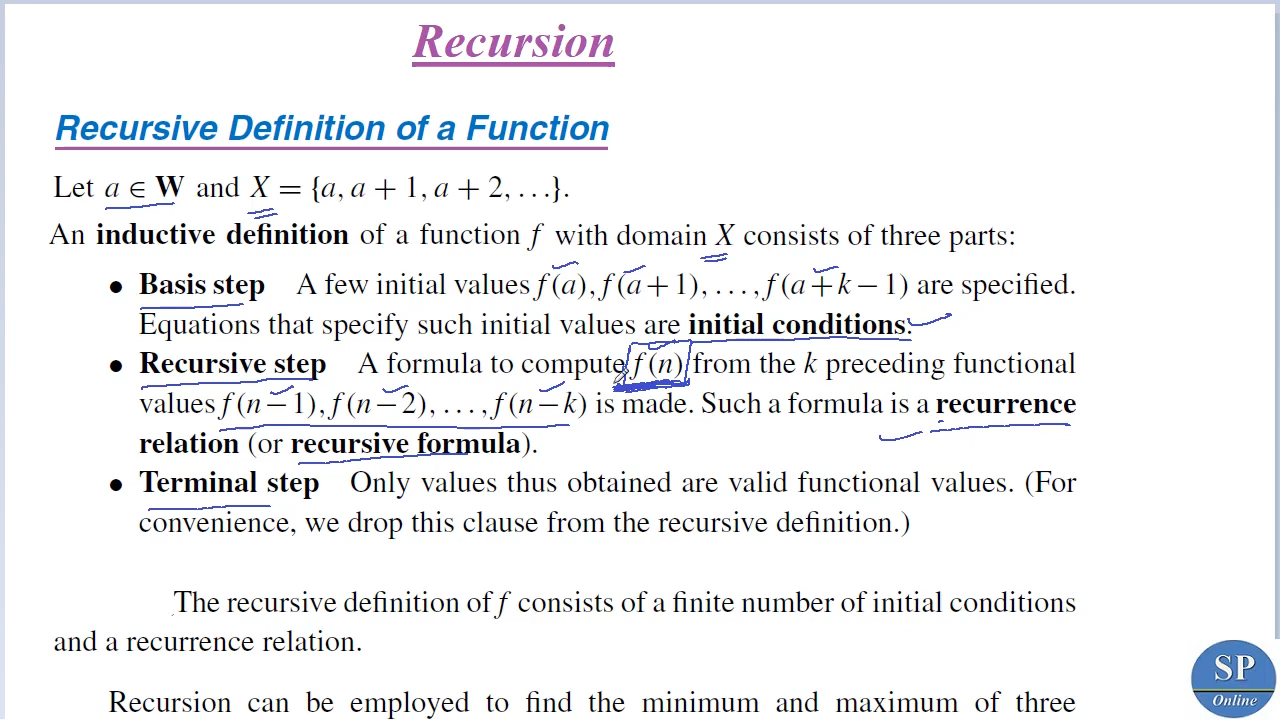 Recursion
Recursive Definition of a Function
Let a ∈ W and X = {a, a + 1, a + 2, ...}.
An inductive definition of a function f with domain X consists of three parts:
• Basis step A few initial values f(a), f(a+1), ..., f(a+k−1) are specified.
Equations that specify such initial values are initial conditions.
• Recursive step A formula to compute f(n) from the k preceding functional
values f(n−1), f(n−2), ..., f(n−k) is made. Such a formula is a recurrence
relation (or recursive formula).
• Terminal step Only values thus obtained are valid functional values. (For
convenience, we drop this clause from the recursive definition.)
The recursive definition of f consists of a finite number of initial conditions
and a recurrence relation.
Recursion can be employed to find the minimum and maximum of three
SP
Online